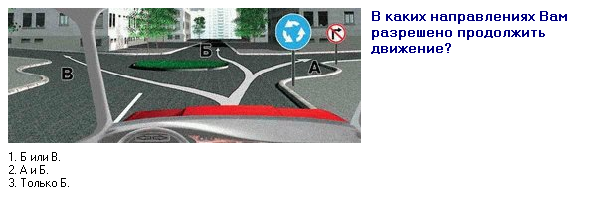 В каких направлениях Вам
разрешено продолжить
движение?
Б
В
А
1. Б или В.
2. А и Б.
3. Только Б.